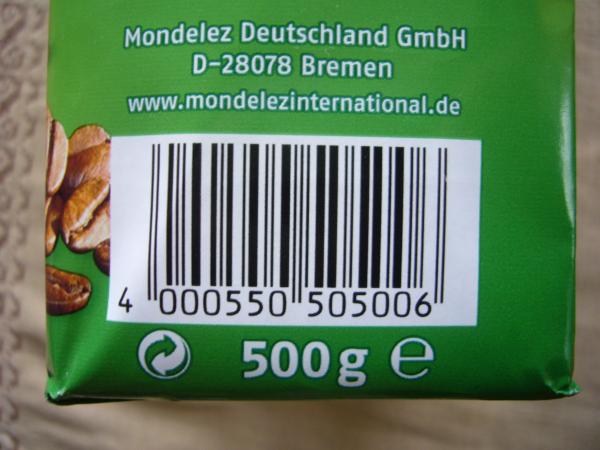 Mondelez Deutschland GmbH
D-28078 Bremen
www.mondelezinternational.de
4 000550 505006
500g e